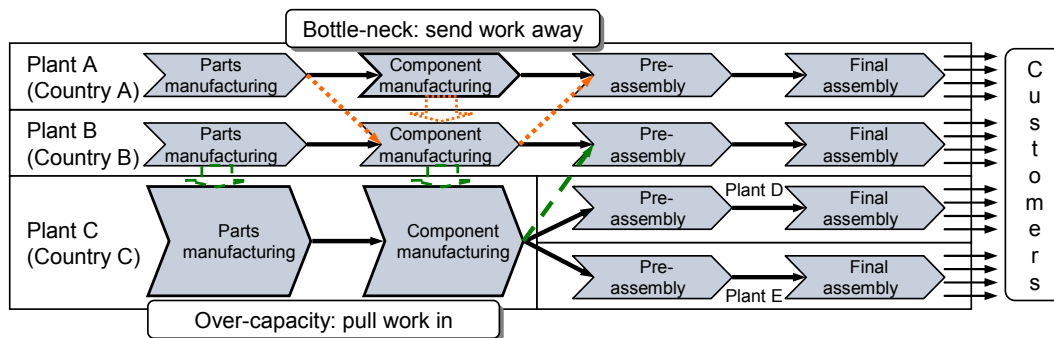 Bottle-neck: send work away
Plant A
(Country A)
Parts
manufacturing
Component
manufacturing
Pre-
assembly
Final
assembly
Plant B
(Country B)
Parts
manufacturing
Component
manufacturing
Pre-
assembly
Final
assembly
Plant C
(Country C)
Parts
manufacturing
Component
manufacturing
Pre-
assembly
Plant D
Final
assembly
Pre-
assembly
Plant E
Final
assembly
Over-capacity: pull work in
C
u
s
t
o
m
e
r
s